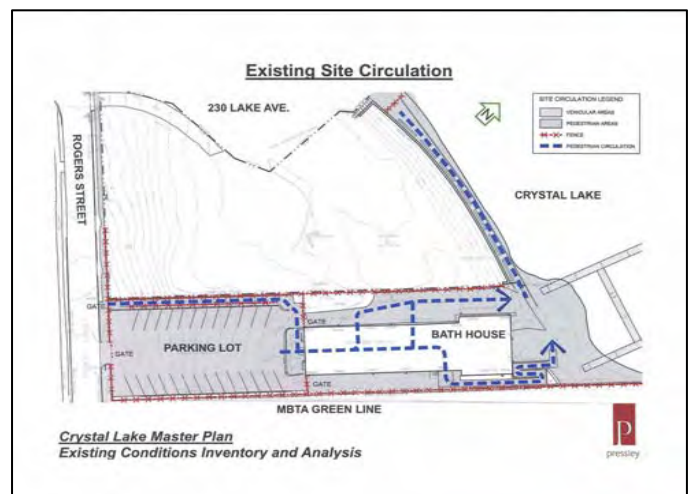 Existing Site Circulation
230 LAKE AVE.
N
SITE CIRCULATION LEGEND
VEHICULAR AREAS
PEDESTRIAN AREAS
FENCE
PEDESTRIAN CIRCULATION
ROGERS STREET
CRYSTAL LAKE
GATE
GATE
PARKING LOT
BATH HOUSE
GATE
GATE
MBTA GREEN LINE
Crystal Lake Master Plan
Existing Conditions Inventory and Analysis
P
pressley